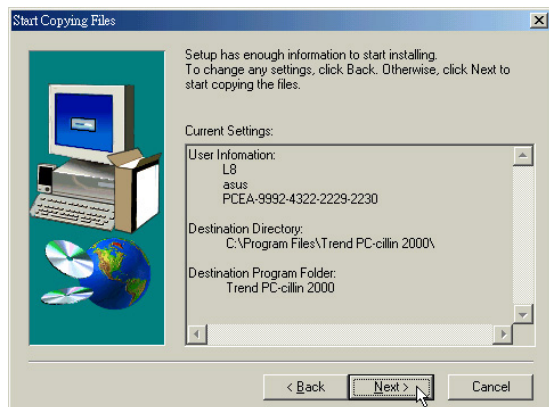 Start Copying Files
Setup has enough information to start installing.
To change any settings, click Back. Otherwise, click Next to
start copying the files.
Current Settings:
User Infomation:
L8
asus
PCEA-9992-4322-2229-2230
Destination Directory:
C:\Program Files\Trend PC-cillin 2000\
Destination Program Folder:
Trend PC-cillin 2000
< Back
Next >
Cancel